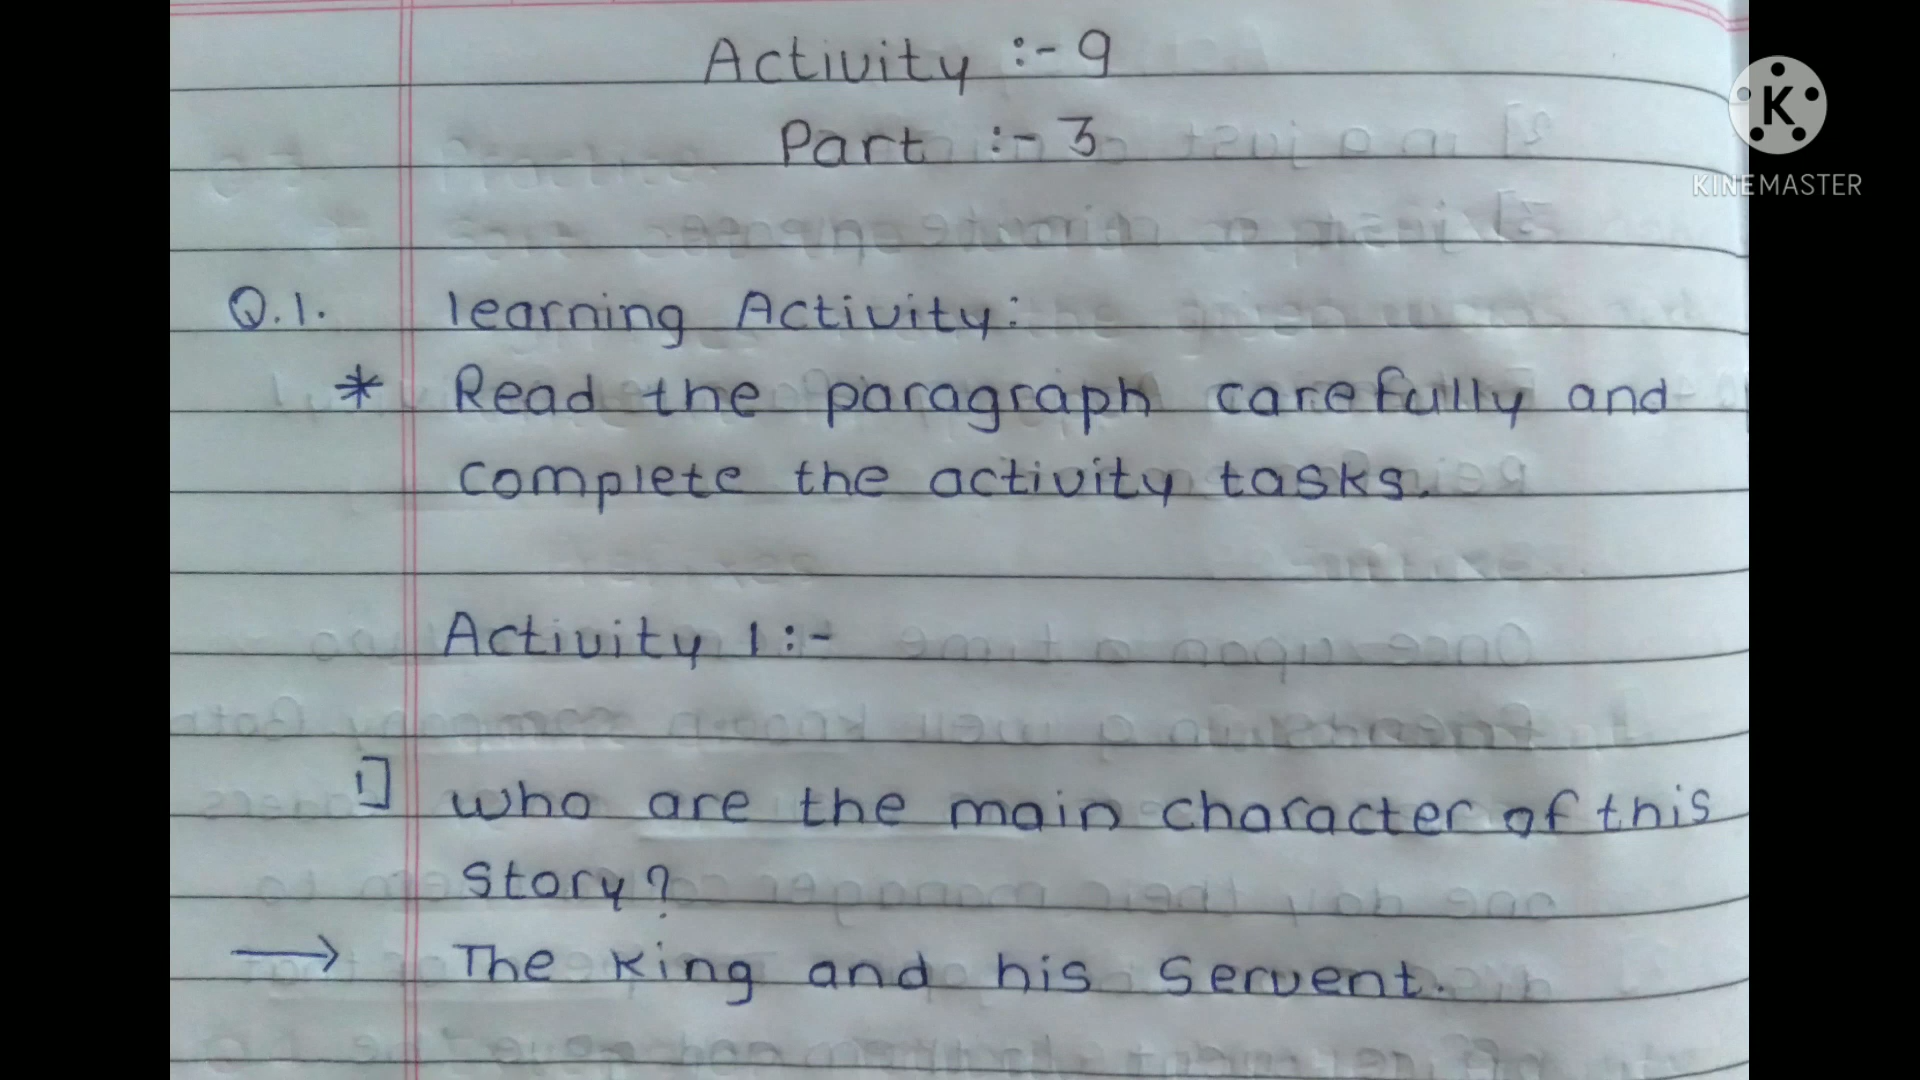 Activity :- 9
Part :- 3
K
KINEMASTER
Q.1. learning Activity:
* Read the paragraph carefully and
complete the activity tasks.
Activity 1:-
1] who are the main character of this
story?
→ The king and his servent.